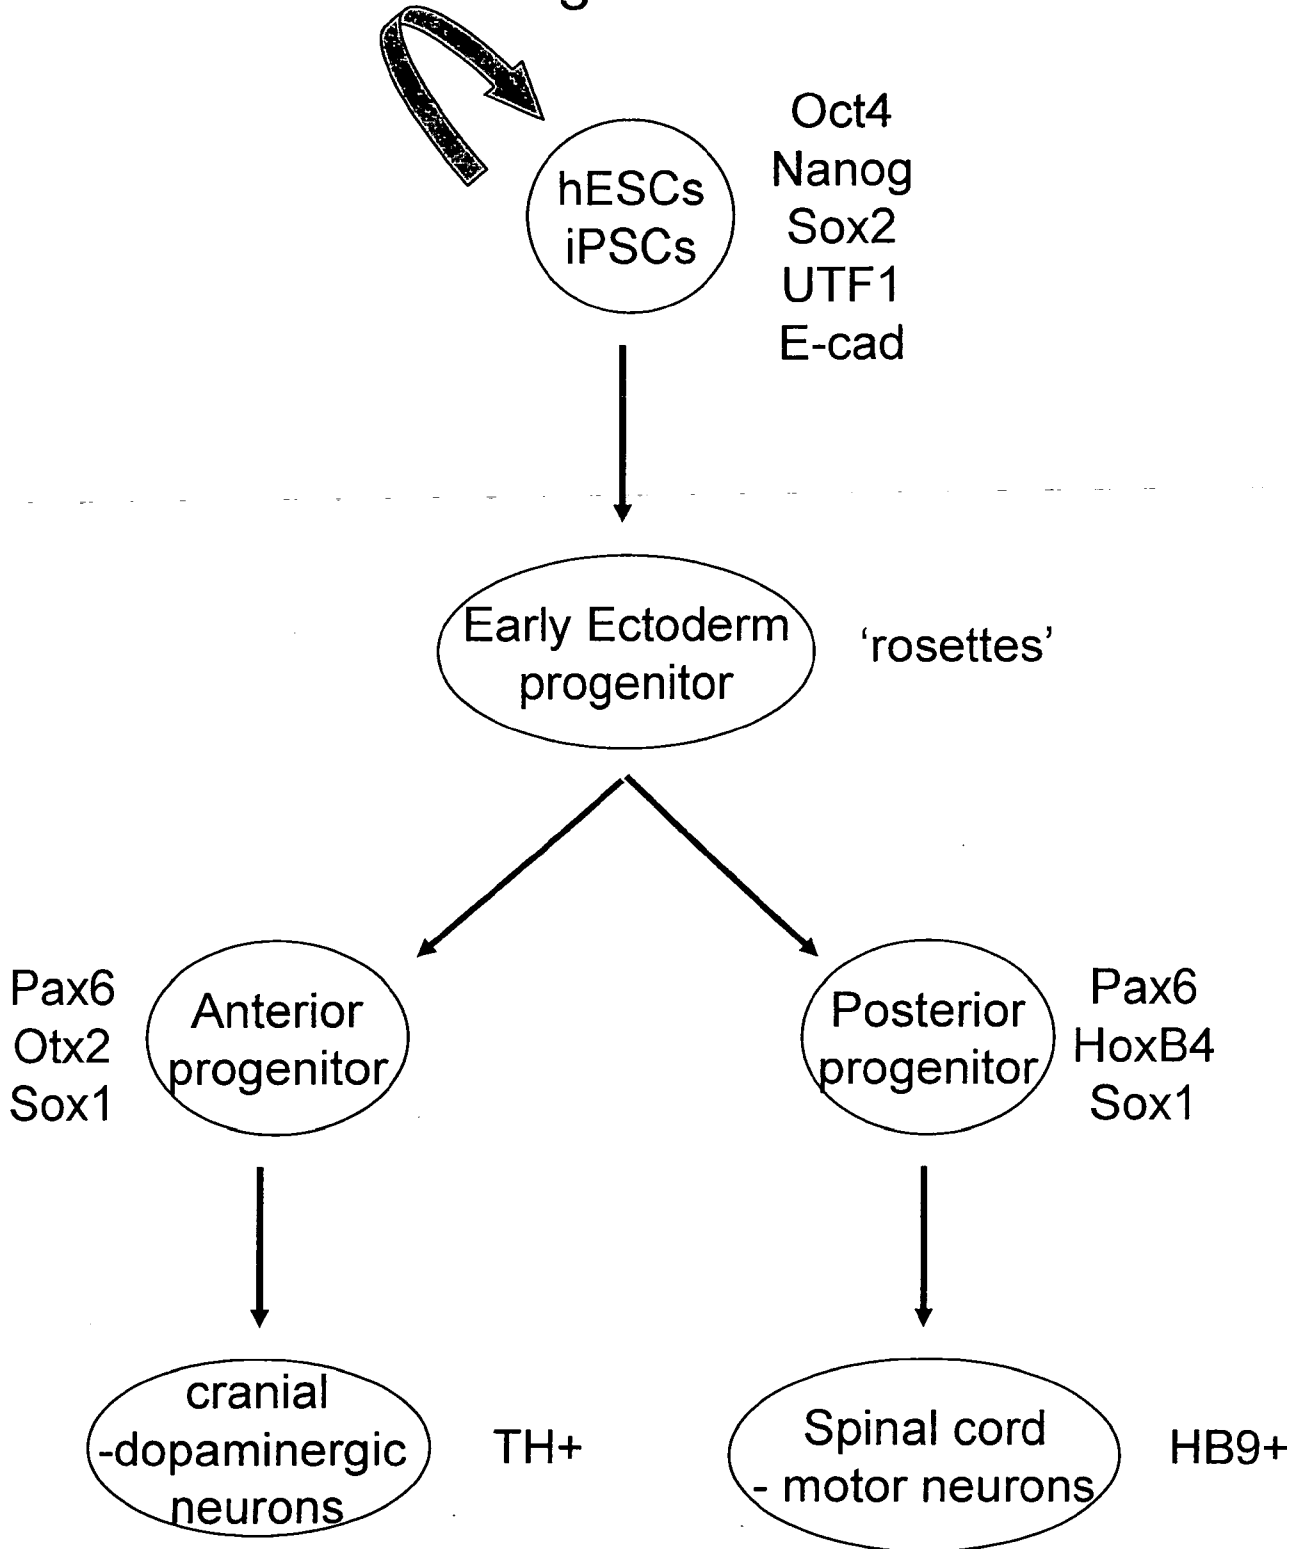 hESCs
iPSCs
Oct4
Nanog
Sox2
UTF1
E-cad
Early Ectoderm
progenitor
‘rosettes’
Pax6
Otx2
Sox1
Anterior
progenitor
Posterior
progenitor
Pax6
HoxB4
Sox1
cranial
-dopaminergic
neurons
TH+
Spinal cord
- motor neurons
HB9+